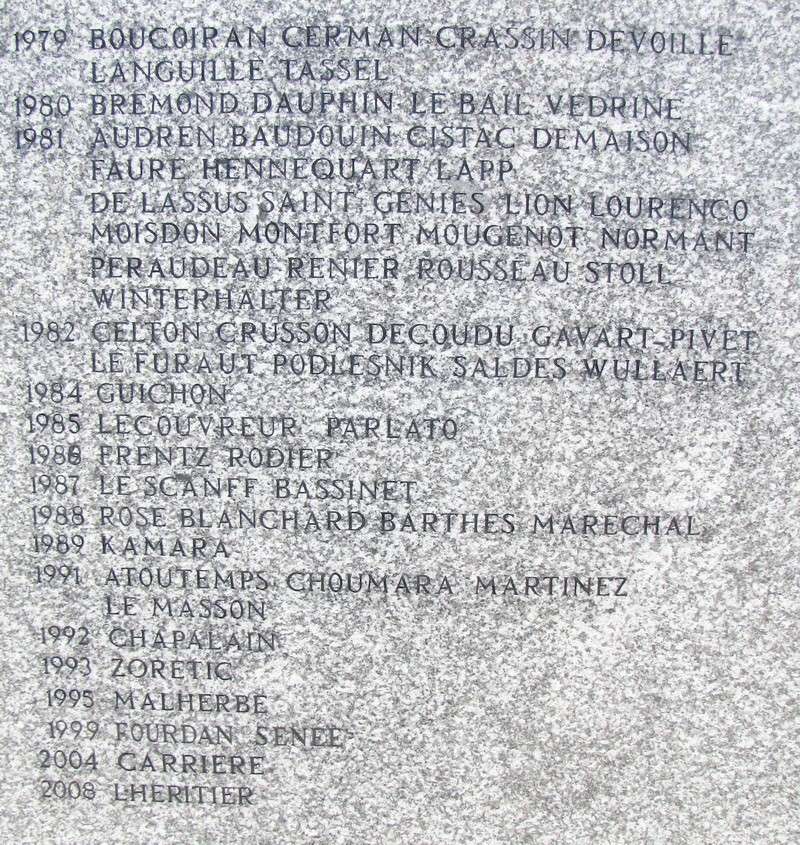 1979 BOUCOIRAN CERMAN CRASSIN DEVOILLE
LANGUILLE TASSEL
1980 BREMOND DAUPHIN LE BAIL VEDRINE
1981 AUDREN BAUDOUIN CISTAC DEMAISON
FAURE HENNEQUART LAPP
DE LASSUS SAINT GENIES LION LOURENCO
MOISDON MONTFORT MOUGENOT NORMANT
PERAUDEAU RENIER ROUSSEAU STOLL
WINTERHALTER
1982 CELTON CRUSSON DECOUDU GAVART-PIVET
LE FURAUT PODLESNIK SALDES WULLAERT
1984 GUICHON
1985 LECOUVREUR PARLATO
1986 FRENTZ RODIER
1987 LE SCANFF BASSINET
1988 ROSE BLANCHARD BARTHES MARECHAL
1989 KAMARA
1991 ATOUTEMPS CHOUMARA MARTINEZ
LE MASSON
1992 CHAPALAIN
1993 ZORETIC
1995 MALHERBE
1999 FOURDAN SENEE
2004 CARRIERE
2008 LHERITIER